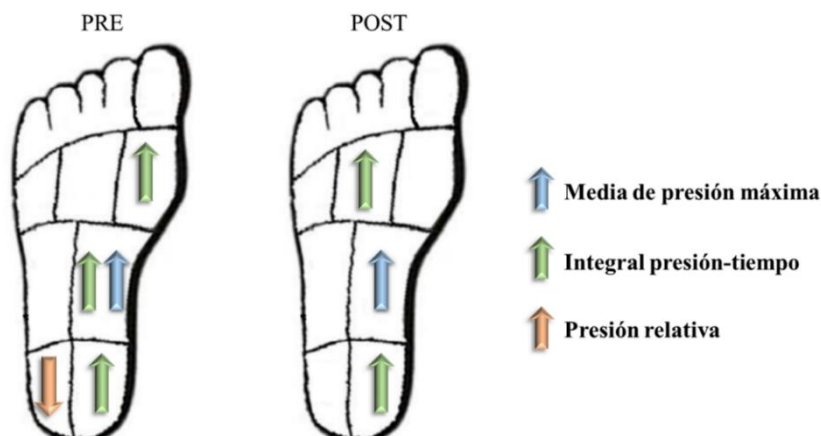 PRE
POST
Media de presión máxima
Integral presión-tiempo
Presión relativa